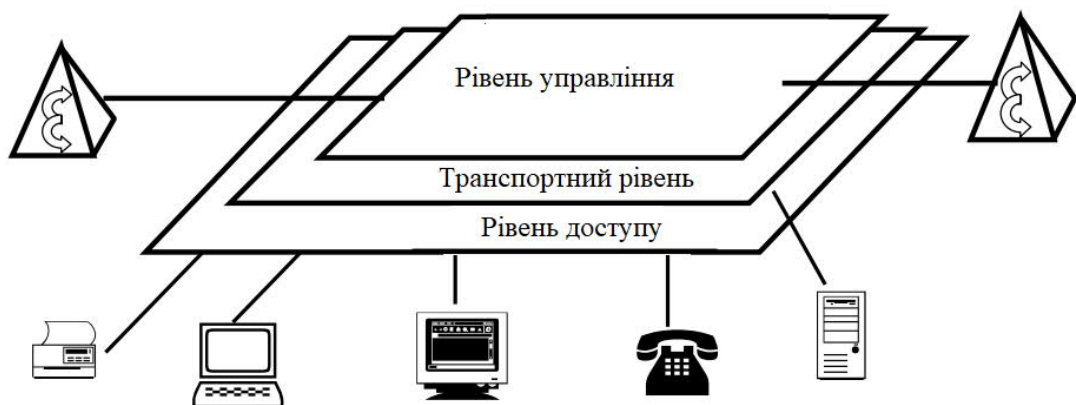 Рівень управління
Транспортний рівень
Рівень доступу